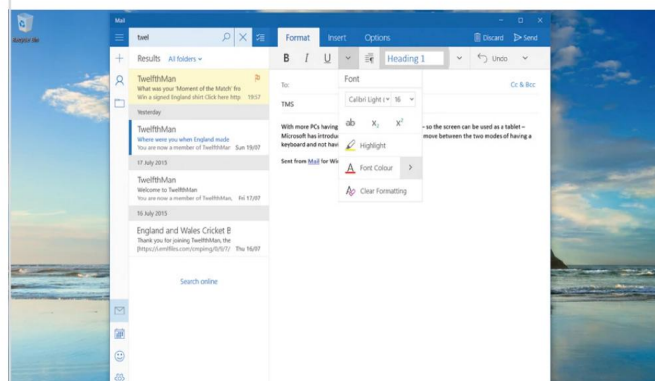 Recycle Bin
Mail
twel
Format Insert Options
Discard Send
Results All folders
B I U
Heading 1
Undo
TwelfthMan
What was your 'Moment of the Match' fro
Win a signed England shirt Click here http 19:57
Yesterday
TwelfthMan
Where were you when England made
You are now a member of TwelfthMar Sun 19/07
17 July 2015
TwelfthMan
Welcome to TwelfthMan
You are now a member of TwelfthMan, Fri 17/07
16 July 2015
England and Wales Cricket B
Thank you for joining TwelfthMan, the
Thu 16/07
Search online
To:
Cc & Bcc
TMS
With more PCs having – so the screen can be used as a tablet –
Microsoft has introduc move between the two modes of having a
keyboard and not havi
Sent from Mail for Wi
Font
Calibri Light 16
ab X₂ X²
Highlight
Font Colour
Clear Formatting